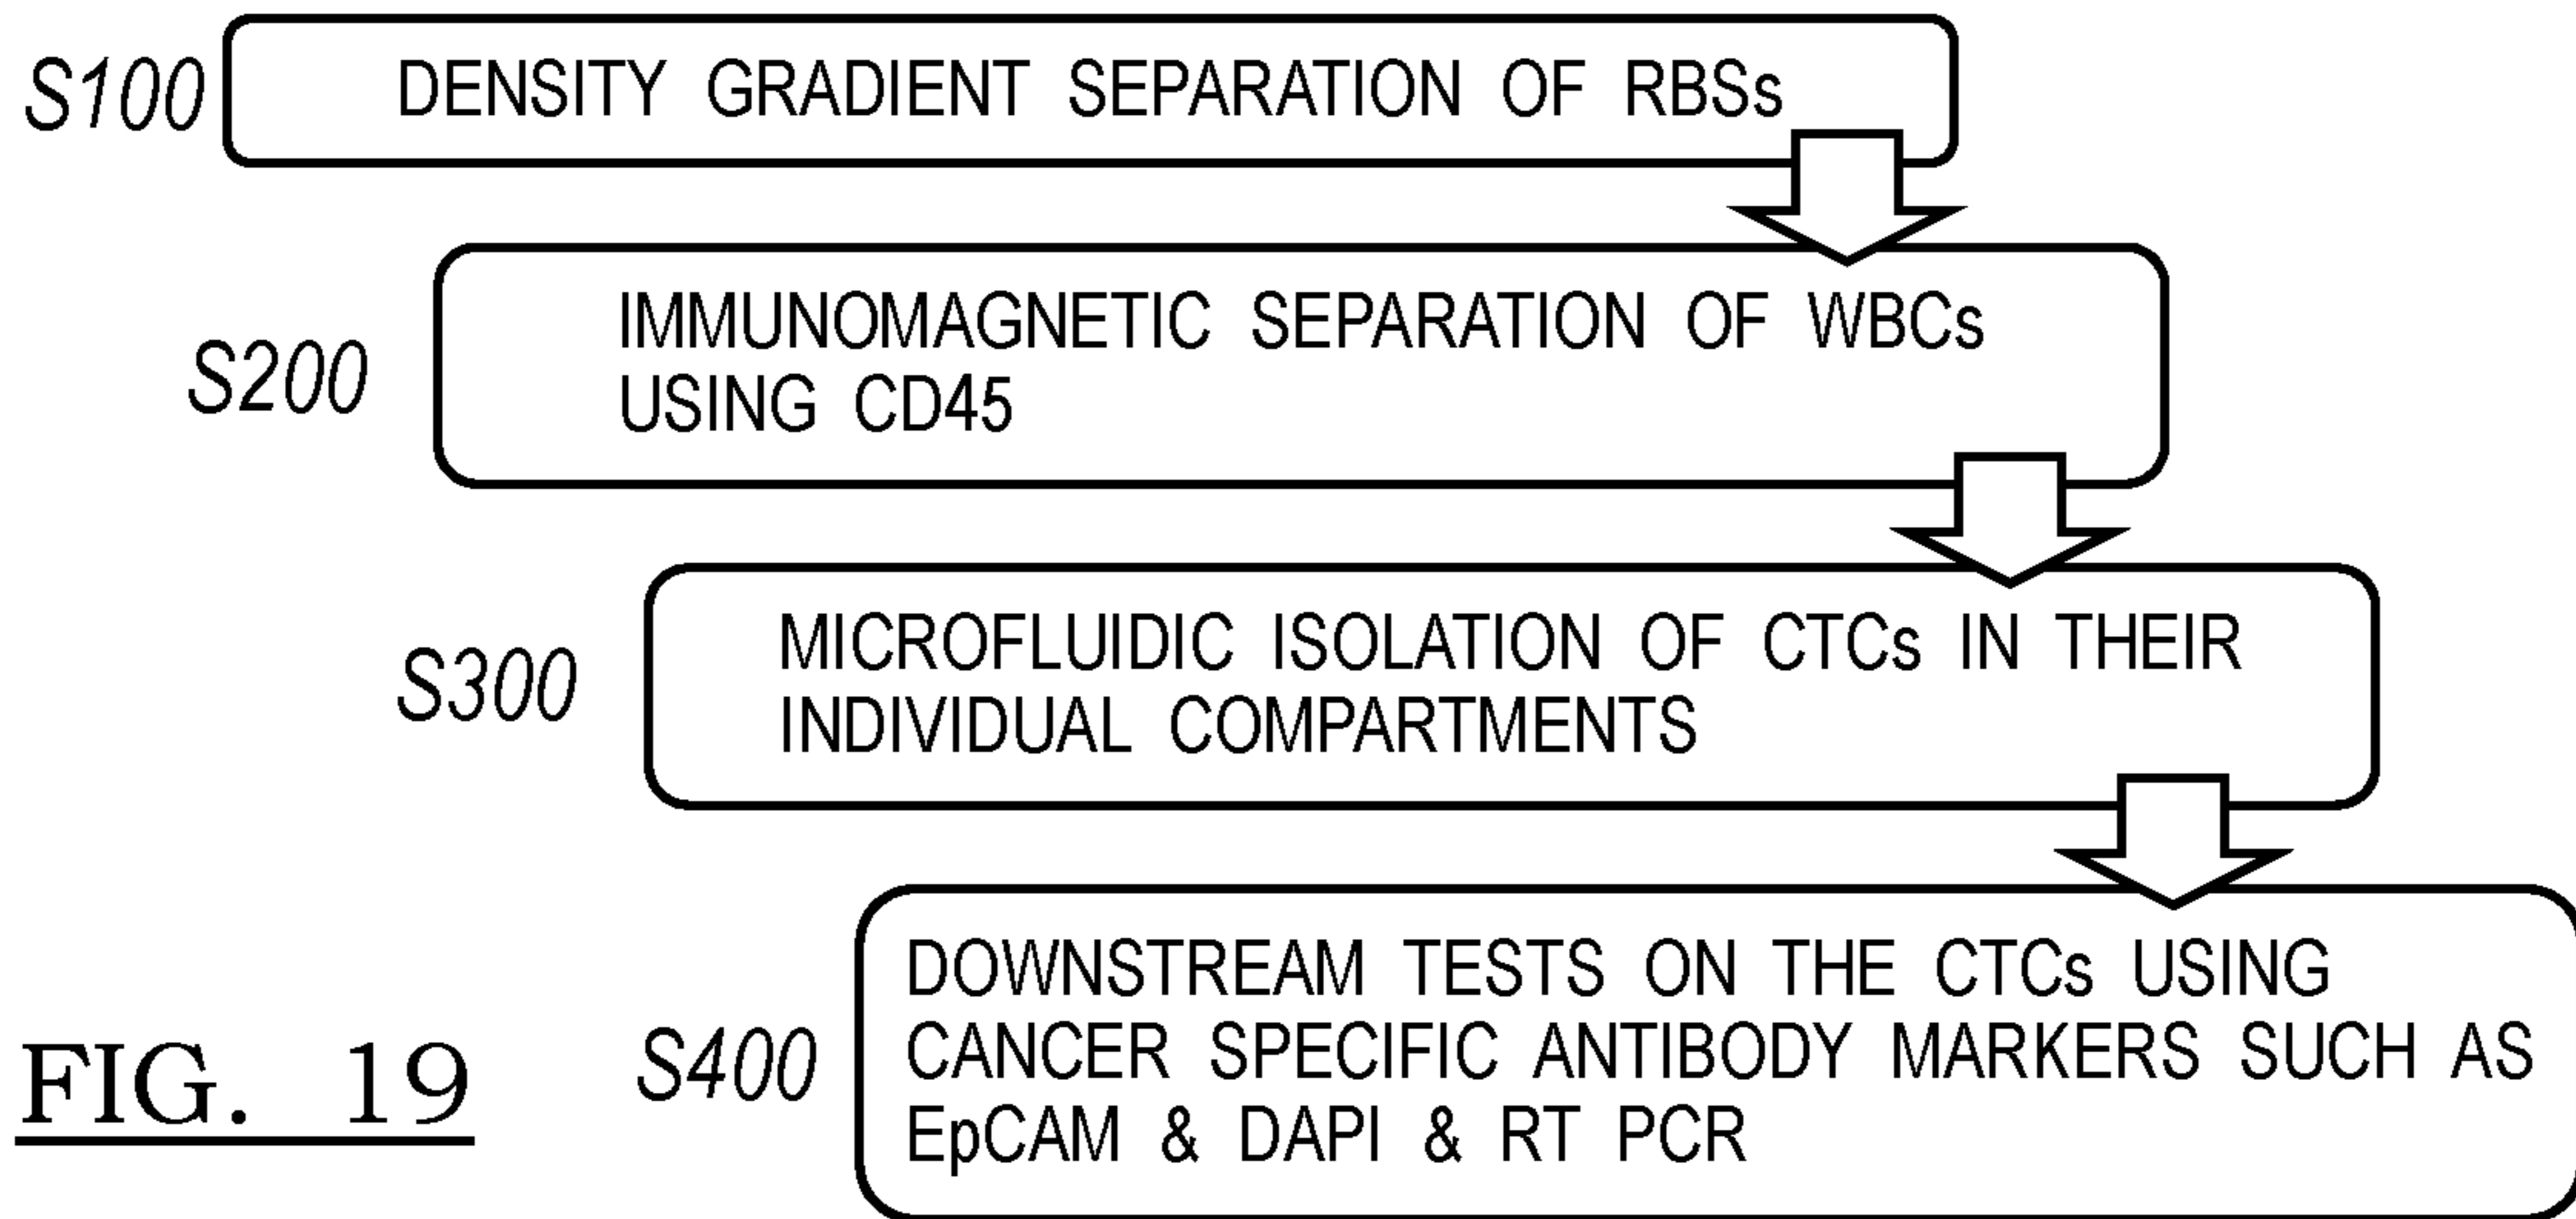 S100
DENSITY GRADIENT SEPARATION OF RBSs
S200
IMMUNOMAGNETIC SEPARATION OF WBCs
USING CD45
S300
MICROFLUIDIC ISOLATION OF CTCs IN THEIR
INDIVIDUAL COMPARTMENTS
S400
DOWNSTREAM TESTS ON THE CTCs USING
CANCER SPECIFIC ANTIBODY MARKERS SUCH AS
EpCAM & DAPI & RT PCR
FIG. 19